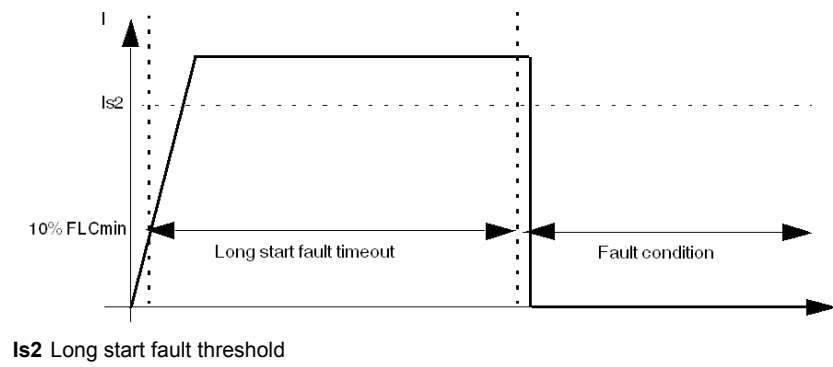 I
Is2
10% FLCmin
Long start fault timeout
Fault condition
Is2 Long start fault threshold